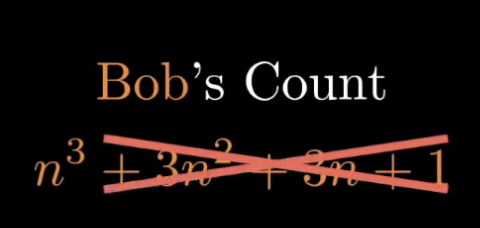 Bob's Count
n³ + 3n² + 3n + 1